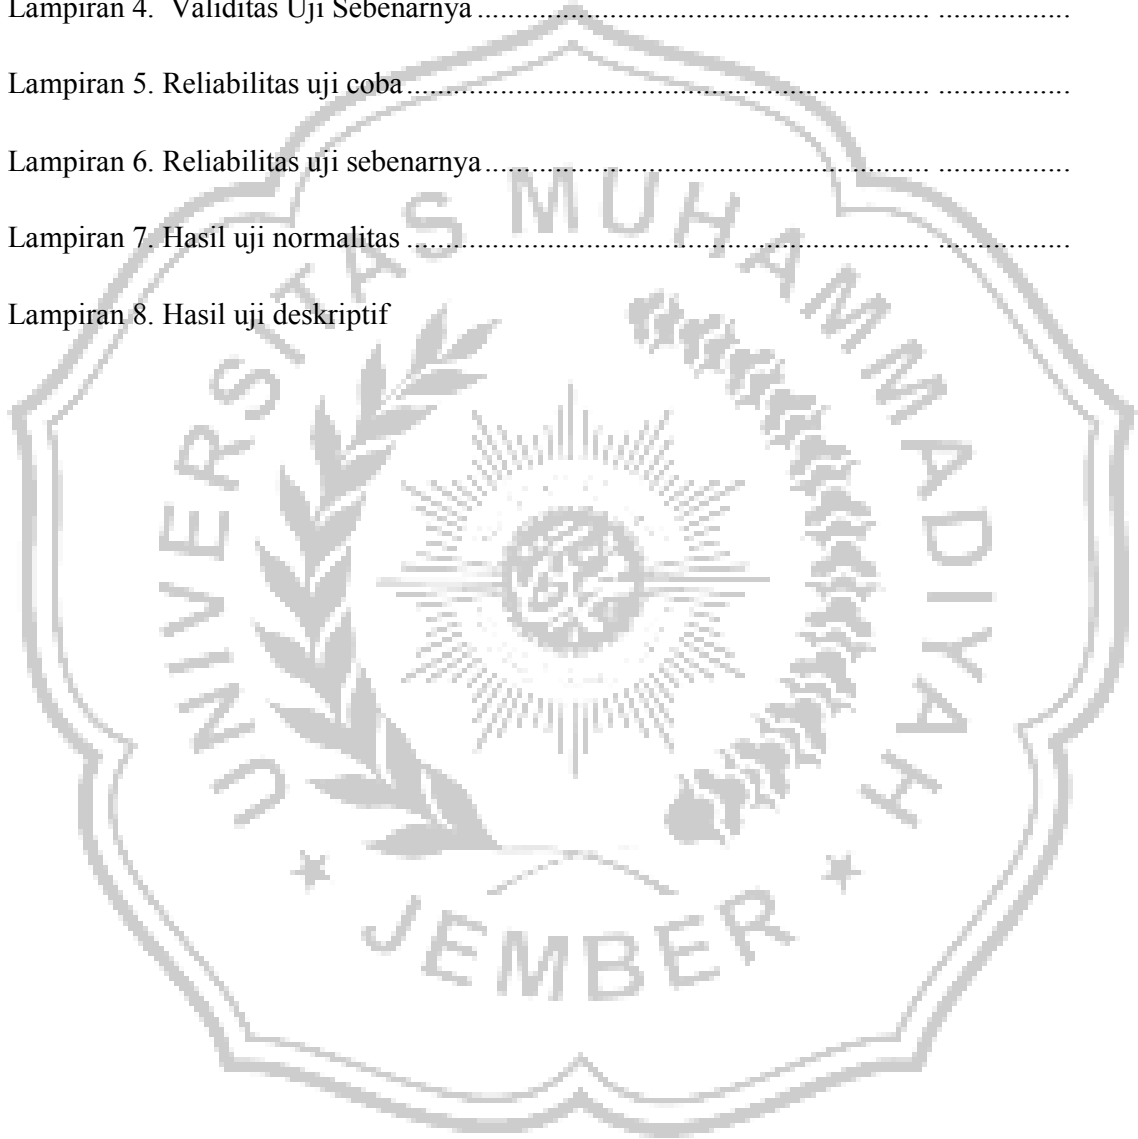 Lampiran 4.  Validitas Uji Sebenarnya ............................................................. ..................
Lampiran 5. Reliabilitas uji coba ...................................................................... ..................
Lampiran 6. Reliabilitas uji sebenarnya ............................................................ ..................
Lampiran 7. Hasil uji normalitas ...................................................................... ..................
Lampiran 8. Hasil uji deskriptif
UNIVERSITAS MUHAMMADIYAH
JEMBER